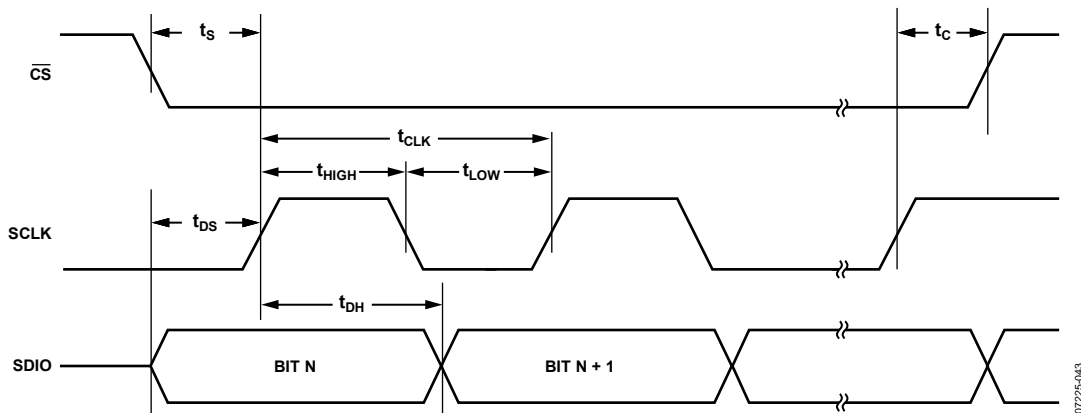 tS
tC
CS
tCLK
tHIGH
tLOW
tDS
SCLK
tDH
SDIO
BIT N
BIT N + 1
07225-043